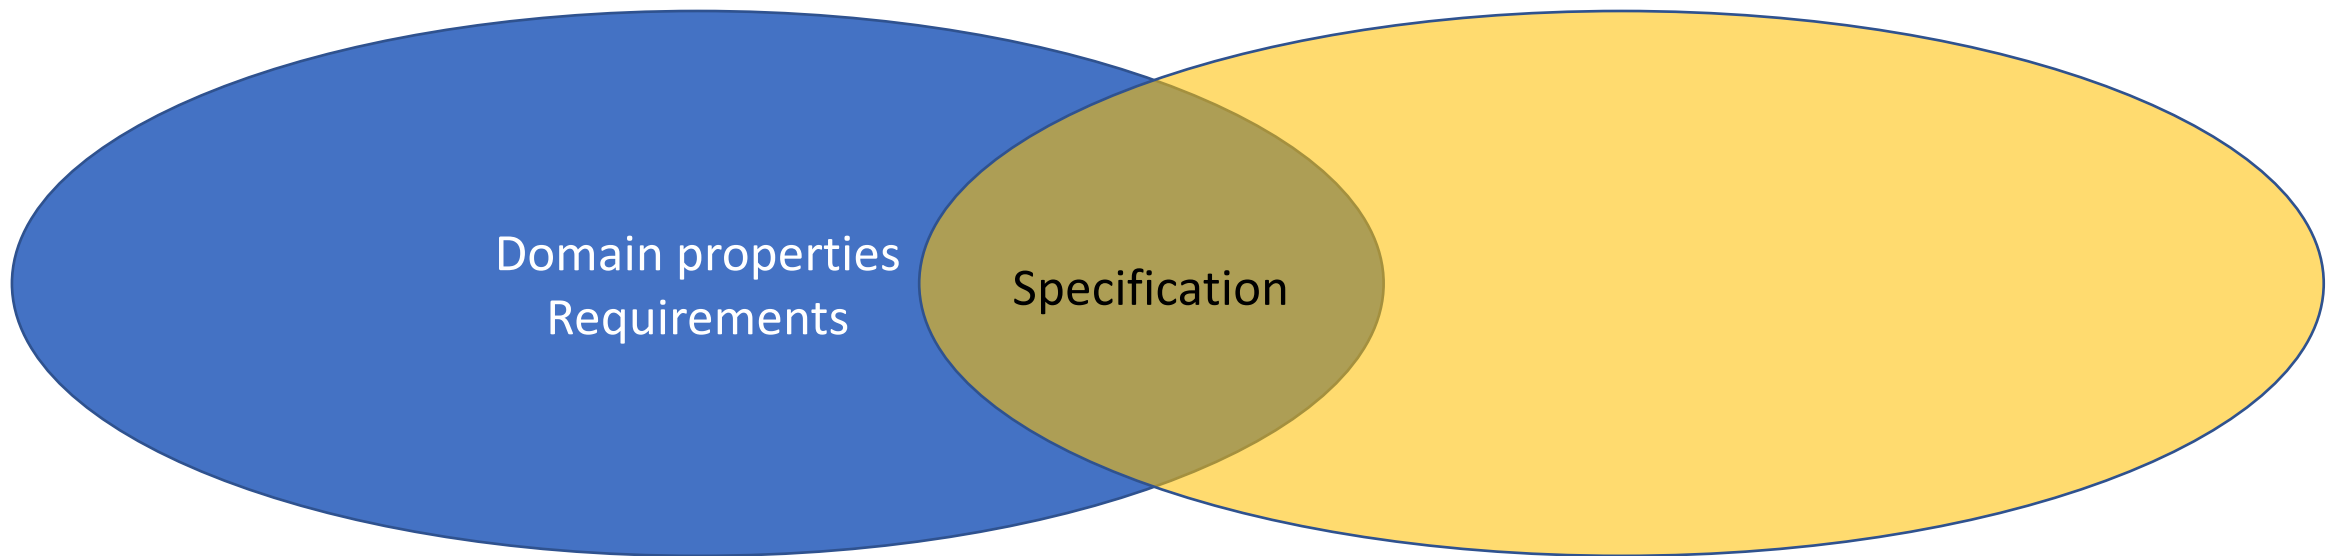 Domain properties
Requirements
Specification